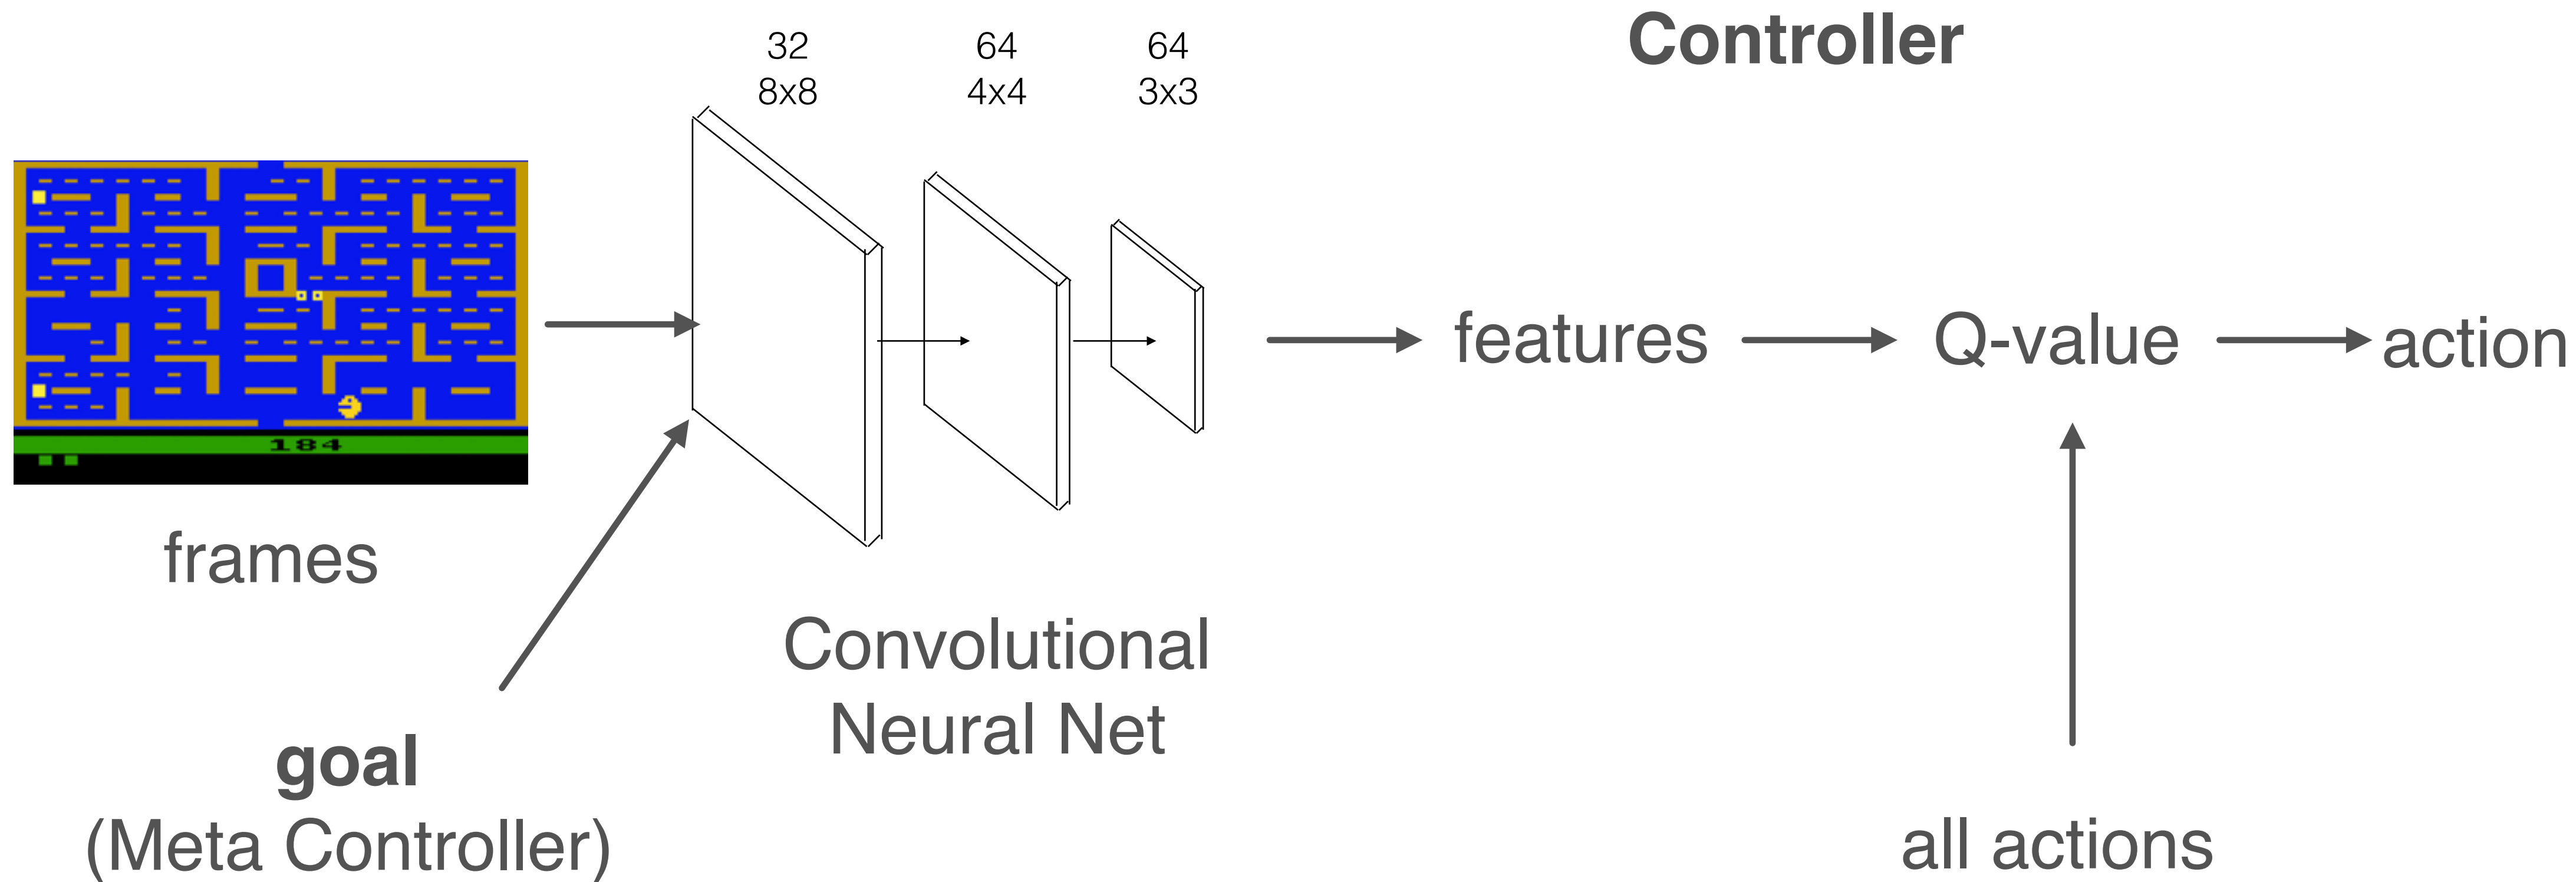 Controller
32
8x8
64
4x4
64
3x3
184
frames
goal
(Meta Controller)
Convolutional
Neural Net
features
Q-value
action
all actions